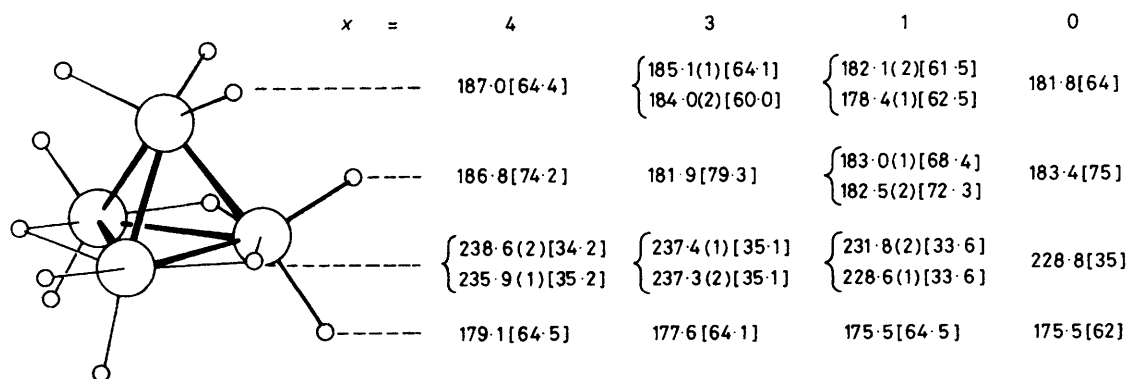 x = 4 3 1 0
187·0[64·4] { 185·1(1)[64·1] { 182·1(2)[61·5] 181·8[64]
184·0(2)[60·0] 178·4(1)[62·5]
186·8[74·2] 181·9[79·3] { 183·0(1)[68·4] 183·4[75]
182·5(2)[72·3]
{ 238·6(2)[34·2] { 237·4(1)[35·1] { 231·8(2)[33·6] 228·8[35]
235·9(1)[35·2] 237·3(2)[35·1] 228·6(1)[33·6]
179·1[64·5] 177·6[64·1] 175·5[64·5] 175·5[62]